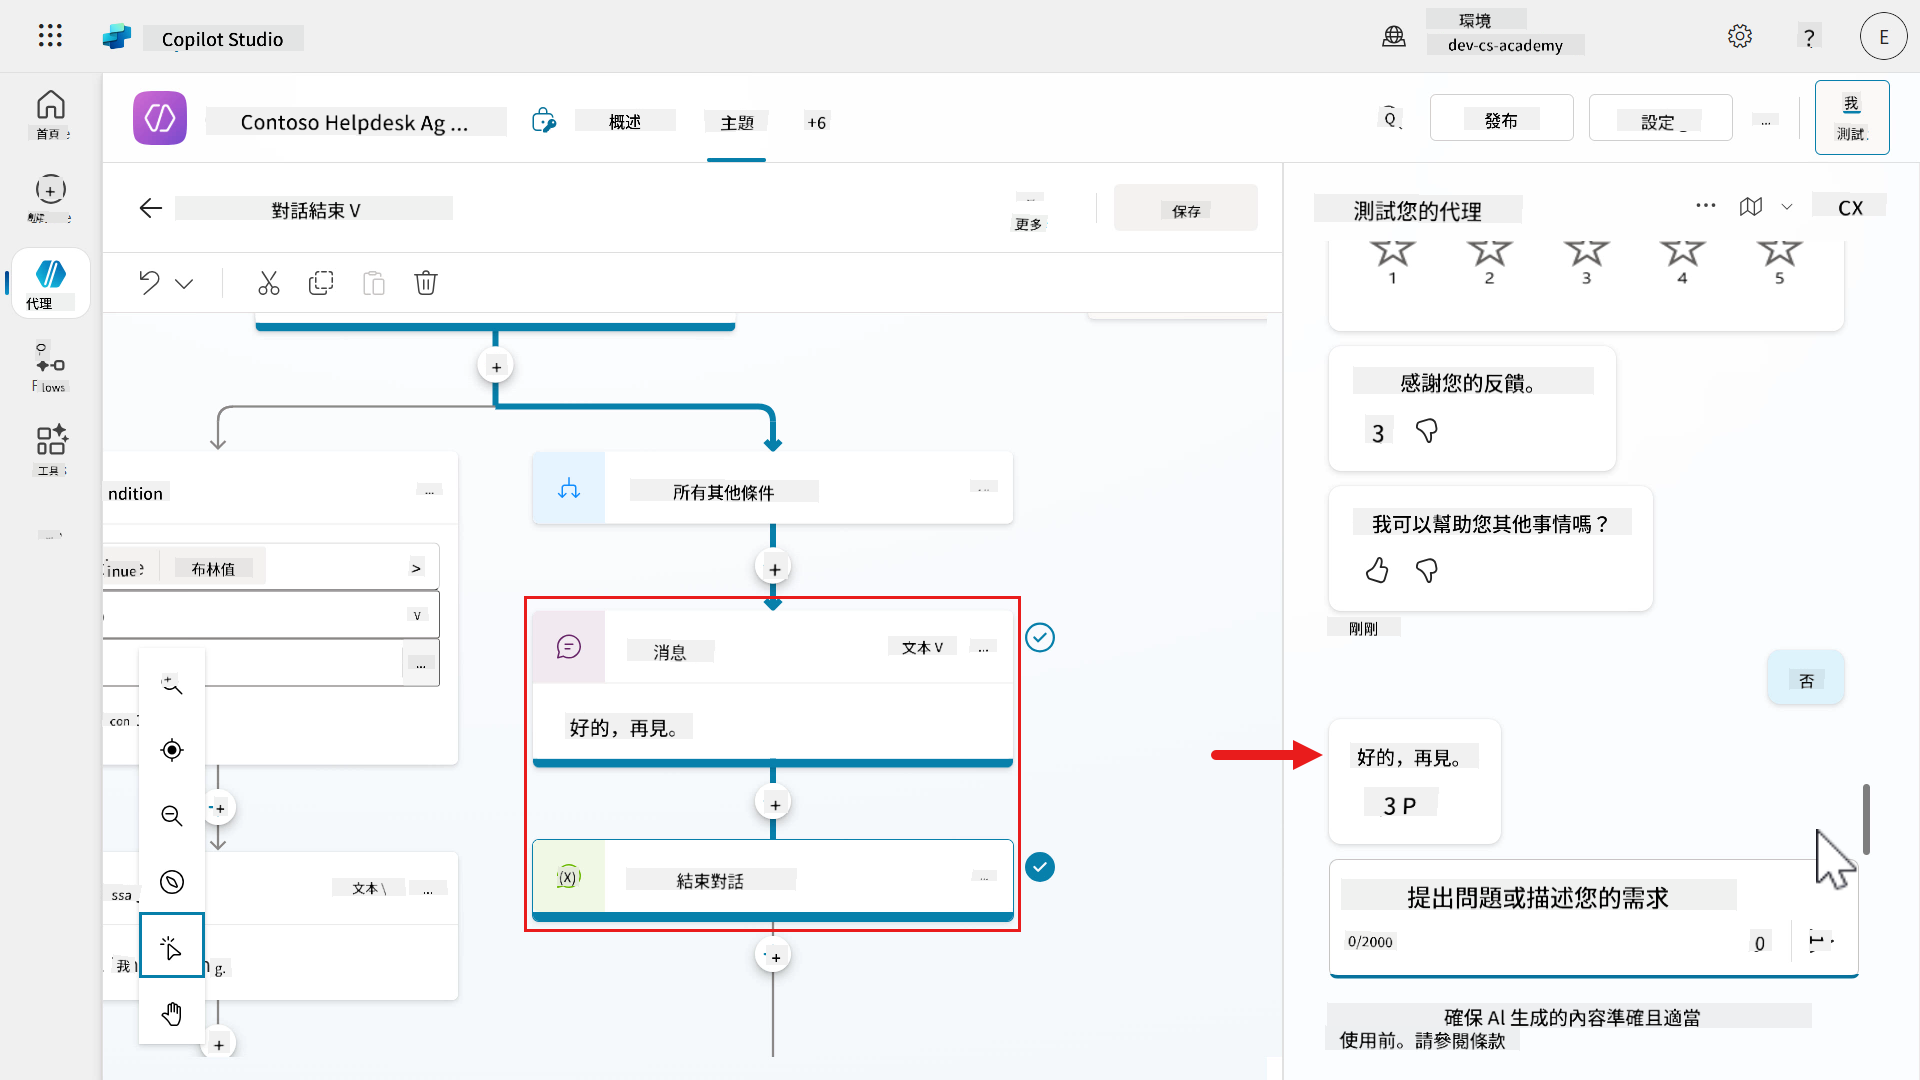 Copilot Studio
環境
dev-cs-academy
?
E
首頁
代理
Flows
工具
Contoso Helpdesk Ag ...
概述
主題
+6
發布
設定
...
測試
對話結束 V
更多
保存
ndition
...
布林值
>
V
...
con
文本
...
ssa
我
g.
所有其他條件
消息
文本 V
...
好的，再見。
(X)
結束對話
...
測試您的代理
...
CX
1
2
3
4
5
感謝您的反饋。
3
我可以幫助您其他事情嗎？
剛剛
否
好的，再見。
3 P
提出問題或描述您的需求
0/2000
0
確保 AI 生成的內容準確且適當
使用前。請參閱條款